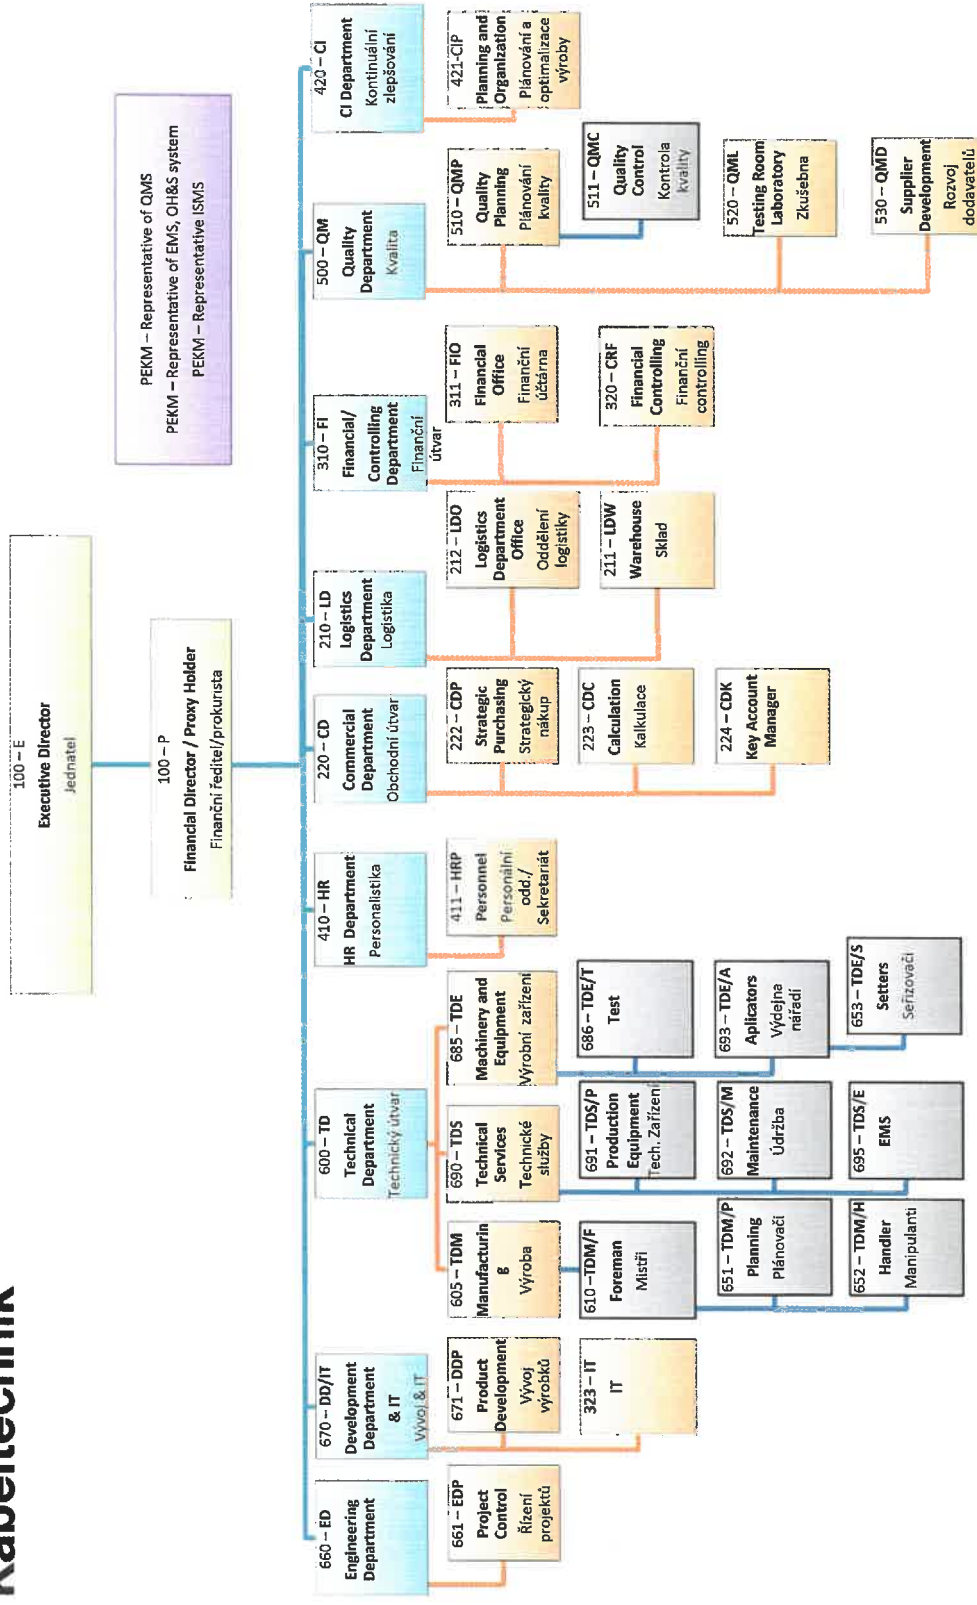 Kabeltechnik
100 – E
Executive Director
Jednatel
100 – P
Financial Director / Proxy Holder
Finanční ředitel/prokurista
PEKM – Representative of QMS
PEKM – Representative of EMS, OH&S system
PEKM – Representative ISMS
660 – ED
Engineering
Department
661 – EDP
Project
Control
Řízení
projektů
670 – DD/IT
Development
Department
& IT
Vývoj & IT
671 – DDP
Product
Development
Vývoj
výrobků
323 – IT
IT
600 – TD
Technical
Department
Technický útvar
605 – TDM
Manufacturin
g
Výroba
610 –TDM/F
Foreman
Mistři
651 – TDM/P
Planning
Plánovači
652 – TDM/H
Handler
Manipulanti
690 – TDS
Technical
Services
Technické
služby
691 – TDS/P
Production
Equipment
Tech. Zařízení
692 – TDS/M
Maintenance
Údržba
695 – TDS/E
EMS
685 – TDE
Machinery and
Equipment
Výrobní zařízení
686 – TDE/T
Test
693 – TDE/A
Aplicators
Výdejna
nářadí
653 – TDE/S
Setters
Seřizovači
410 – HR
HR Department
Personalistika
411 – HRP
Personnel
Personální
odd./
Sekretariát
220 – CD
Commercial
Department
Obchodní útvar
222 – CDP
Strategic
Purchasing
Strategický
nákup
223 – CDC
Calculation
Kalkulace
224 – CDK
Key Account
Manager
210 – LD
Logistics
Department
Logistika
212 – LDO
Logistics
Department
Office
Oddělení
logistiky
211 – LDW
Warehouse
Sklad
310 – FI
Financial/
Controlling
Department
Finanční
útvar
311 – FIO
Financial
Office
Finanční
účtárna
320 – CRF
Financial
Controlling
Finanční
controlling
500 – QM
Quality
Department
Kvalita
510 – QMP
Quality
Planning
Plánování
kvality
511 – QMC
Quality
Control
Kontrola
kvality
520 – QML
Testing Room
Laboratory
Zkušebna
530 – QMD
Supplier
Development
Rozvoj
dodavatelů
420 – CI
CI Department
Kontinuální
zlepšování
421-CIP
Planning and
Organization
Plánování a
optimalizace
výroby